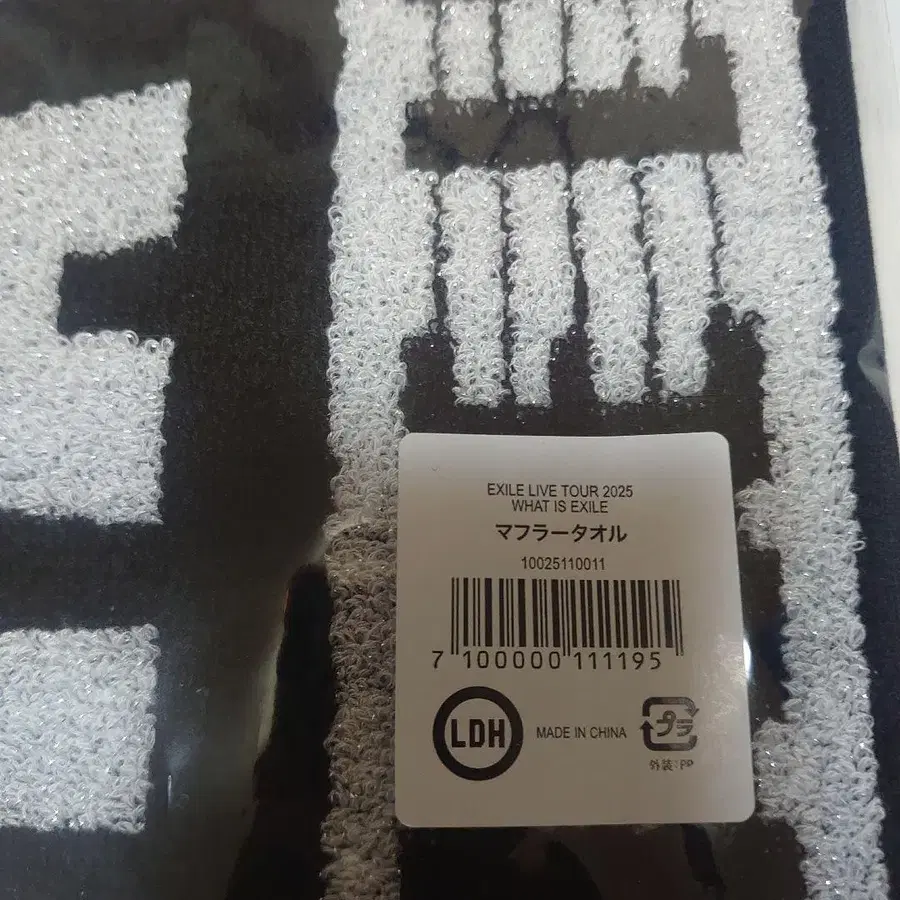 EXILE LIVE TOUR 2025
WHAT IS EXILE
マフラータオル
10025110011
7 100000 111195
LDH
MADE IN CHINA
プラ
外装:PP